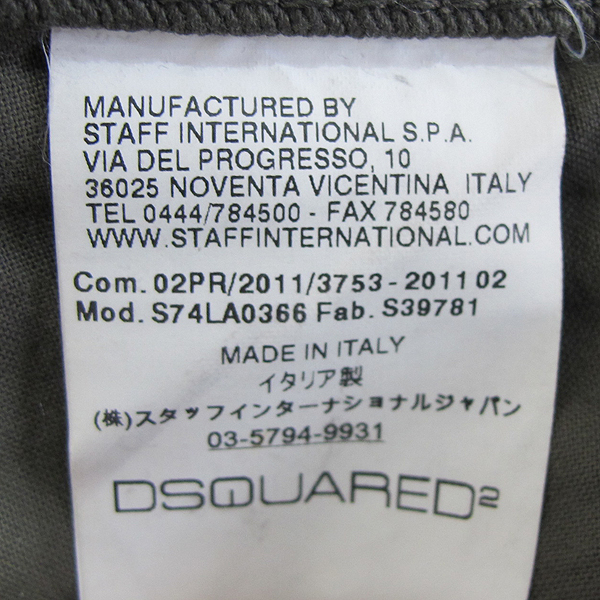 MANUFACTURED BY
STAFF INTERNATIONAL S.P.A.
VIA DEL PROGRESSO, 10
36025 NOVENTA VICENTINA ITALY
TEL 0444/784500 - FAX 784580
WWW.STAFFINTERNATIONAL.COM
Com. 02PR/2011/3753-2011 02
Mod. S74LA0366 Fab. S39781
MADE IN ITALY
イタリア製
(株)スタッフインターナショナルジャパン
03-5794-9931
DSQUARED²